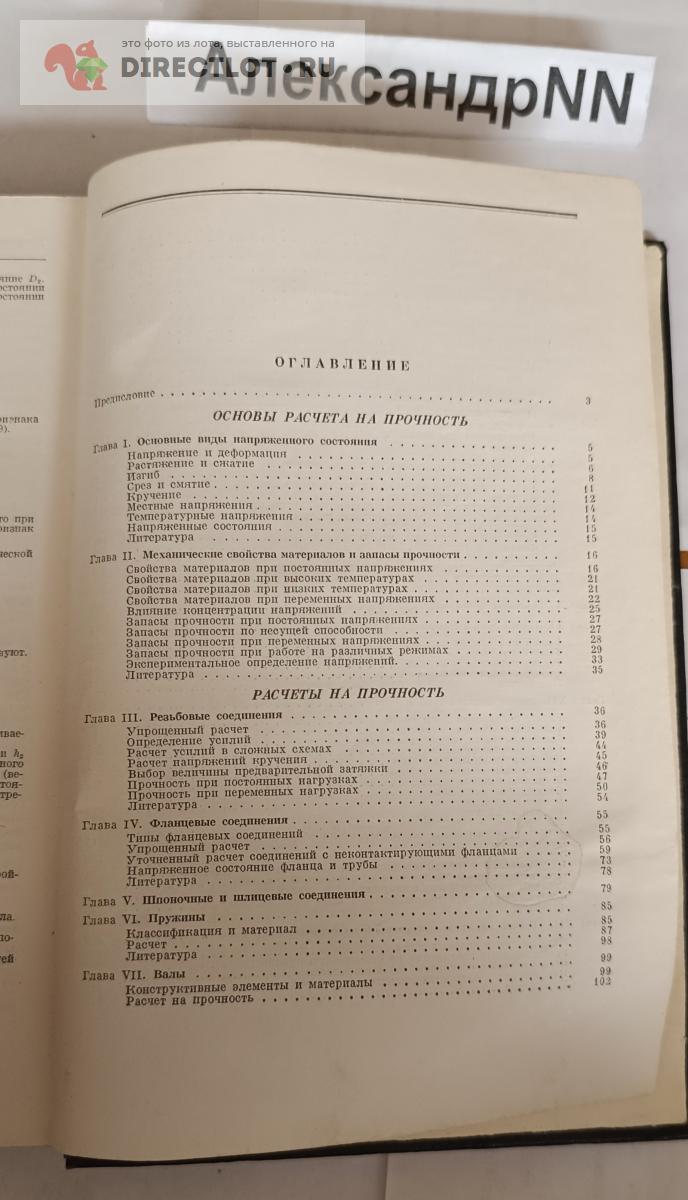 это фото из лота, выставленного на
DIRECTLOT.RU
АлександрNN
ОГЛАВЛЕНИЕ
Предисловие 3
ОСНОВЫ РАСЧЕТА НА ПРОЧНОСТЬ
Глава I. Основные виды напряженного состояния 5
Напряжение и деформация 5
Растяжение и сжатие 6
Изгиб 8
Срез и смятие 11
Кручение 12
Местные напряжения 14
Температурные напряжения 14
Напряженные состояния 15
Литература 15
Глава II. Механические свойства материалов и запасы прочности 16
Свойства материалов при постоянных напряжениях 16
Свойства материалов при высоких температурах 21
Свойства материалов при низких температурах 21
Свойства материалов при переменных напряжениях 22
Влияние концентрации напряжений 25
Запасы прочности при постоянных напряжениях 27
Запасы прочности по несущей способности 27
Запасы прочности при переменных напряжениях 28
Запасы прочности при работе на различных режимах 29
Экспериментальное определение напряжений. 33
Литература 35
РАСЧЕТЫ НА ПРОЧНОСТЬ
Глава III. Резьбовые соединения 36
Упрощенный расчет 36
Определение усилий 39
Расчет усилий в сложных схемах 44
Расчет напряжений кручения 45
Выбор величины предварительной затяжки 46
Прочность при постоянных нагрузках 47
Прочность при переменных нагрузках 50
Литература 54
Глава IV. Фланцевые соединения 55
Типы фланцевых соединений 55
Упрощенный расчет 56
Уточненный расчет соединений с неконтактирующими фланцами 59
Напряженное состояние фланца и трубы 73
Литература 78
Глава V. Шпоночные и шлицевые соединения 79
Глава VI. Пружины 85
Классификация и материал 85
Расчет 87
Литература 98
Глава VII. Валы 99
Конструктивные элементы и материалы 99
Расчет на прочность 102